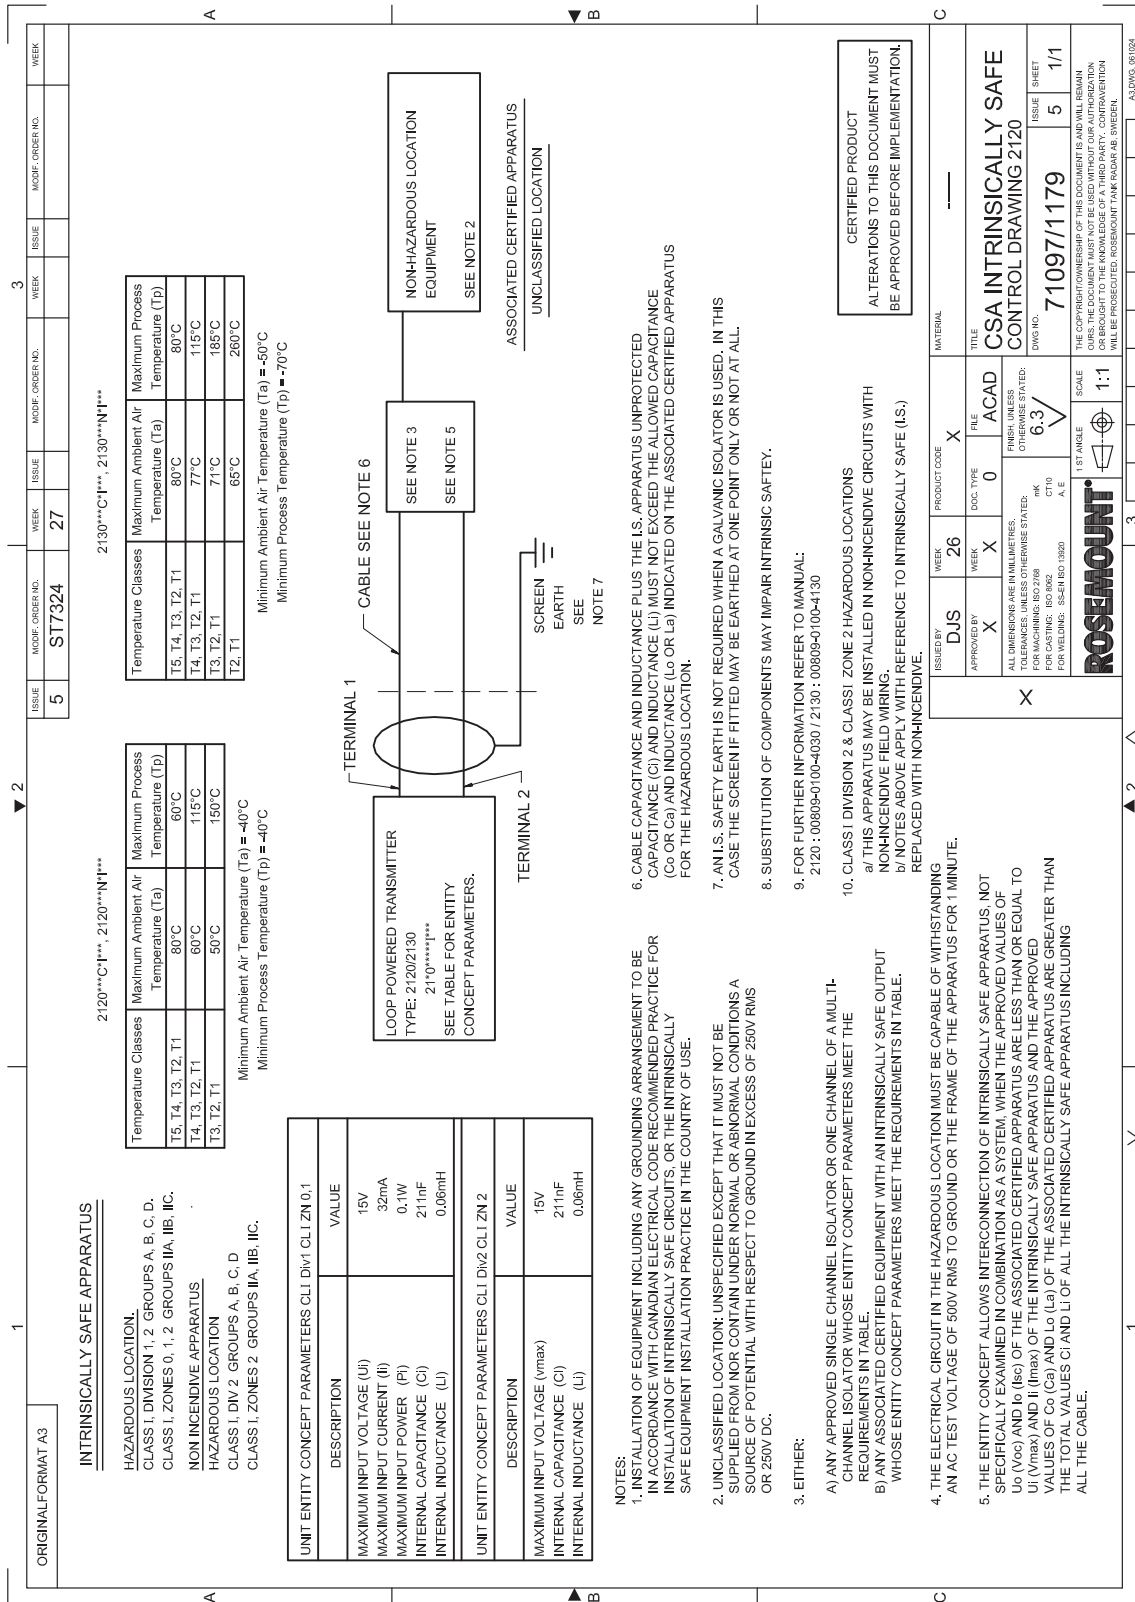 ORIGINAL FORMAT A3
1
2
3
ISSUE
MODIF. ORDER NO.
WEEK
ISSUE
MODIF. ORDER NO.
WEEK
ISSUE
MODIF. ORDER NO.
WEEK
5
ST7324
27
A
A
B
B
C
C
INTRINSICALLY SAFE APPARATUS
HAZARDOUS LOCATION.
CLASS I, DIVISION 1, 2 GROUPS A, B, C, D.
CLASS I, ZONES 0, 1, 2 GROUPS IIA, IIB, IIC.
NON INCENDIVE APPARATUS
HAZARDOUS LOCATION
CLASS I, DIV 2 GROUPS A, B, C, D
CLASS I, ZONES 2 GROUPS IIA, IIB, IIC.
2120***C*I***, 2120***N*I***
Temperature Classes
Maximum Ambient Air Temperature (Ta)
Maximum Process Temperature (Tp)
T5, T4, T3, T2, T1 80°C 60°C
T4, T3, T2, T1 60°C 115°C
T3, T2, T1 50°C 150°C
Minimum Ambient Air Temperature (Ta) = -40°C
Minimum Process Temperature (Tp) = -40°C
2130***C*I***, 2130***N*I***
Temperature Classes
Maximum Ambient Air Temperature (Ta)
Maximum Process Temperature (Tp)
T5, T4, T3, T2, T1 80°C 80°C
T4, T3, T2, T1 77°C 115°C
T3, T2, T1 71°C 185°C
T2, T1 65°C 260°C
Minimum Ambient Air Temperature (Ta) = -50°C
Minimum Process Temperature (Tp) = -70°C
UNIT ENTITY CONCEPT PARAMETERS CL I Div1 CL I ZN 0,1
DESCRIPTION VALUE
MAXIMUM INPUT VOLTAGE (Ui) 15V
MAXIMUM INPUT CURRENT (Ii) 32mA
MAXIMUM INPUT POWER (Pi) 0.1W
INTERNAL CAPACITANCE (Ci) 211nF
INTERNAL INDUCTANCE (Li) 0.06mH
UNIT ENTITY CONCEPT PARAMETERS CL I Div2 CL I ZN 2
DESCRIPTION VALUE
MAXIMUM INPUT VOLTAGE (vmax) 15V
INTERNAL CAPACITANCE (Ci) 211nF
INTERNAL INDUCTANCE (Li) 0.06mH
LOOP POWERED TRANSMITTER
TYPE: 2120/2130
21*0*****I***
SEE TABLE FOR ENTITY
CONCEPT PARAMETERS.
TERMINAL 1
TERMINAL 2
CABLE SEE NOTE 6
SCREEN
EARTH
SEE
NOTE 7
SEE NOTE 3
SEE NOTE 5
NON-HAZARDOUS LOCATION
EQUIPMENT
SEE NOTE 2
ASSOCIATED CERTIFIED APPARATUS
UNCLASSIFIED LOCATION
NOTES:
1. INSTALLATION OF EQUIPMENT INCLUDING ANY GROUNDING ARRANGEMENT TO BE
IN ACCORDANCE WITH CANADIAN ELECTRICAL CODE RECOMMENDED PRACTICE FOR
INSTALLATION OF INTRINSICALLY SAFE CIRCUITS, OR THE INTRINSICALLY
SAFE EQUIPMENT INSTALLATION PRACTICE IN THE COUNTRY OF USE.
2. UNCLASSIFIED LOCATION: UNSPECIFIED EXCEPT THAT IT MUST NOT BE
SUPPLIED FROM NOR CONTAIN UNDER NORMAL OR ABNORMAL CONDITIONS A
SOURCE OF POTENTIAL WITH RESPECT TO GROUND IN EXCESS OF 250V RMS
OR 250V DC.
3. EITHER:
A) ANY APPROVED SINGLE CHANNEL ISOLATOR OR ONE CHANNEL OF A MULTI-
CHANNEL ISOLATOR WHOSE ENTITY CONCEPT PARAMETERS MEET THE
REQUIREMENTS IN TABLE.
B) ANY ASSOCIATED CERTIFIED EQUIPMENT WITH AN INTRINSICALLY SAFE OUTPUT
WHOSE ENTITY CONCEPT PARAMETERS MEET THE REQUIREMENTS IN TABLE.
4. THE ELECTRICAL CIRCUIT IN THE HAZARDOUS LOCATION MUST BE CAPABLE OF WITHSTANDING
AN AC TEST VOLTAGE OF 500V RMS TO GROUND OR THE FRAME OF THE APPARATUS FOR 1 MINUTE.
5. THE ENTITY CONCEPT ALLOWS INTERCONNECTION OF INTRINSICALLY SAFE APPARATUS, NOT
SPECIFICALLY EXAMINED IN COMBINATION AS A SYSTEM, WHEN THE APPROVED VALUES OF
Uo (Voc) AND Io (Isc) OF THE ASSOCIATED CERTIFIED APPARATUS ARE LESS THAN OR EQUAL TO
Ui (Vmax) AND Ii (Imax) OF THE INTRINSICALLY SAFE APPARATUS AND THE APPROVED
VALUES OF Co (Ca) AND Lo (La) OF THE ASSOCIATED CERTIFIED APPARATUS ARE GREATER THAN
THE TOTAL VALUES Ci AND Li OF ALL THE INTRINSICALLY SAFE APPARATUS INCLUDING
ALL THE CABLE.
6. CABLE CAPACITANCE AND INDUCTANCE PLUS THE I.S. APPARATUS UNPROTECTED
CAPACITANCE (Ci) AND INDUCTANCE (Li) MUST NOT EXCEED THE ALLOWED CAPACITANCE
(Co OR Ca) AND INDUCTANCE (Lo OR La) INDICATED ON THE ASSOCIATED CERTIFIED APPARATUS
FOR THE HAZARDOUS LOCATION.
7. AN I.S. SAFETY EARTH IS NOT REQUIRED WHEN A GALVANIC ISOLATOR IS USED. IN THIS
CASE THE SCREEN IF FITTED MAY BE EARTHED AT ONE POINT ONLY OR NOT AT ALL.
8. SUBSTITUTION OF COMPONENTS MAY IMPAIR INTRINSIC SAFTEY.
9. FOR FURTHER INFORMATION REFER TO MANUAL:
2120 : 00809-0100-4030 / 2130 : 00809-0100-4130
10. CLASS I DIVISION 2 & CLASS I ZONE 2 HAZARDOUS LOCATIONS
a/ THIS APPARATUS MAY BE INSTALLED IN NON-INCENDIVE CIRCUITS WITH
NON-INCENDIVE FIELD WIRING.
b/ NOTES ABOVE APPLY WITH REFERENCE TO INTRINSICALLY SAFE (I.S.)
REPLACED WITH NON-INCENDIVE.
CERTIFIED PRODUCT
ALTERATIONS TO THIS DOCUMENT MUST
BE APPROVED BEFORE IMPLEMENTATION.
X
ISSUED BY
DJS
WEEK
26
PRODUCT CODE
X
MATERIAL
APPROVED BY
X
WEEK
X
DOC. TYPE
0
FILE
ACAD
TITLE
CSA INTRINSICALLY SAFE
CONTROL DRAWING 2120
ALL DIMENSIONS ARE IN MILLIMETRES.
TOLERANCES, UNLESS OTHERWISE STATED:
FOR MACHINING: ISO 2768 mK
FOR CASTING: ISO 8062 CT10
FOR WELDING: SS-EN ISO 13920 A, E
FINISH, UNLESS
OTHERWISE STATED:
6.3
DWG NO.
71097/1179
ISSUE
5
SHEET
1/1
ROSEMOUNT
1 ST ANGLE
SCALE
1:1
THE COPYRIGHT/OWNERSHIP OF THIS DOCUMENT IS AND WILL REMAIN
OURS. THE DOCUMENT MUST NOT BE USED WITHOUT OUR AUTHORIZATION
OR BROUGHT TO THE KNOWLEDGE OF A THIRD PARTY. CONTRAVENTION
WILL BE PROSECUTED. ROSEMOUNT TANK RADAR AB, SWEDEN.
1
2
3
A3.DWG. 061024